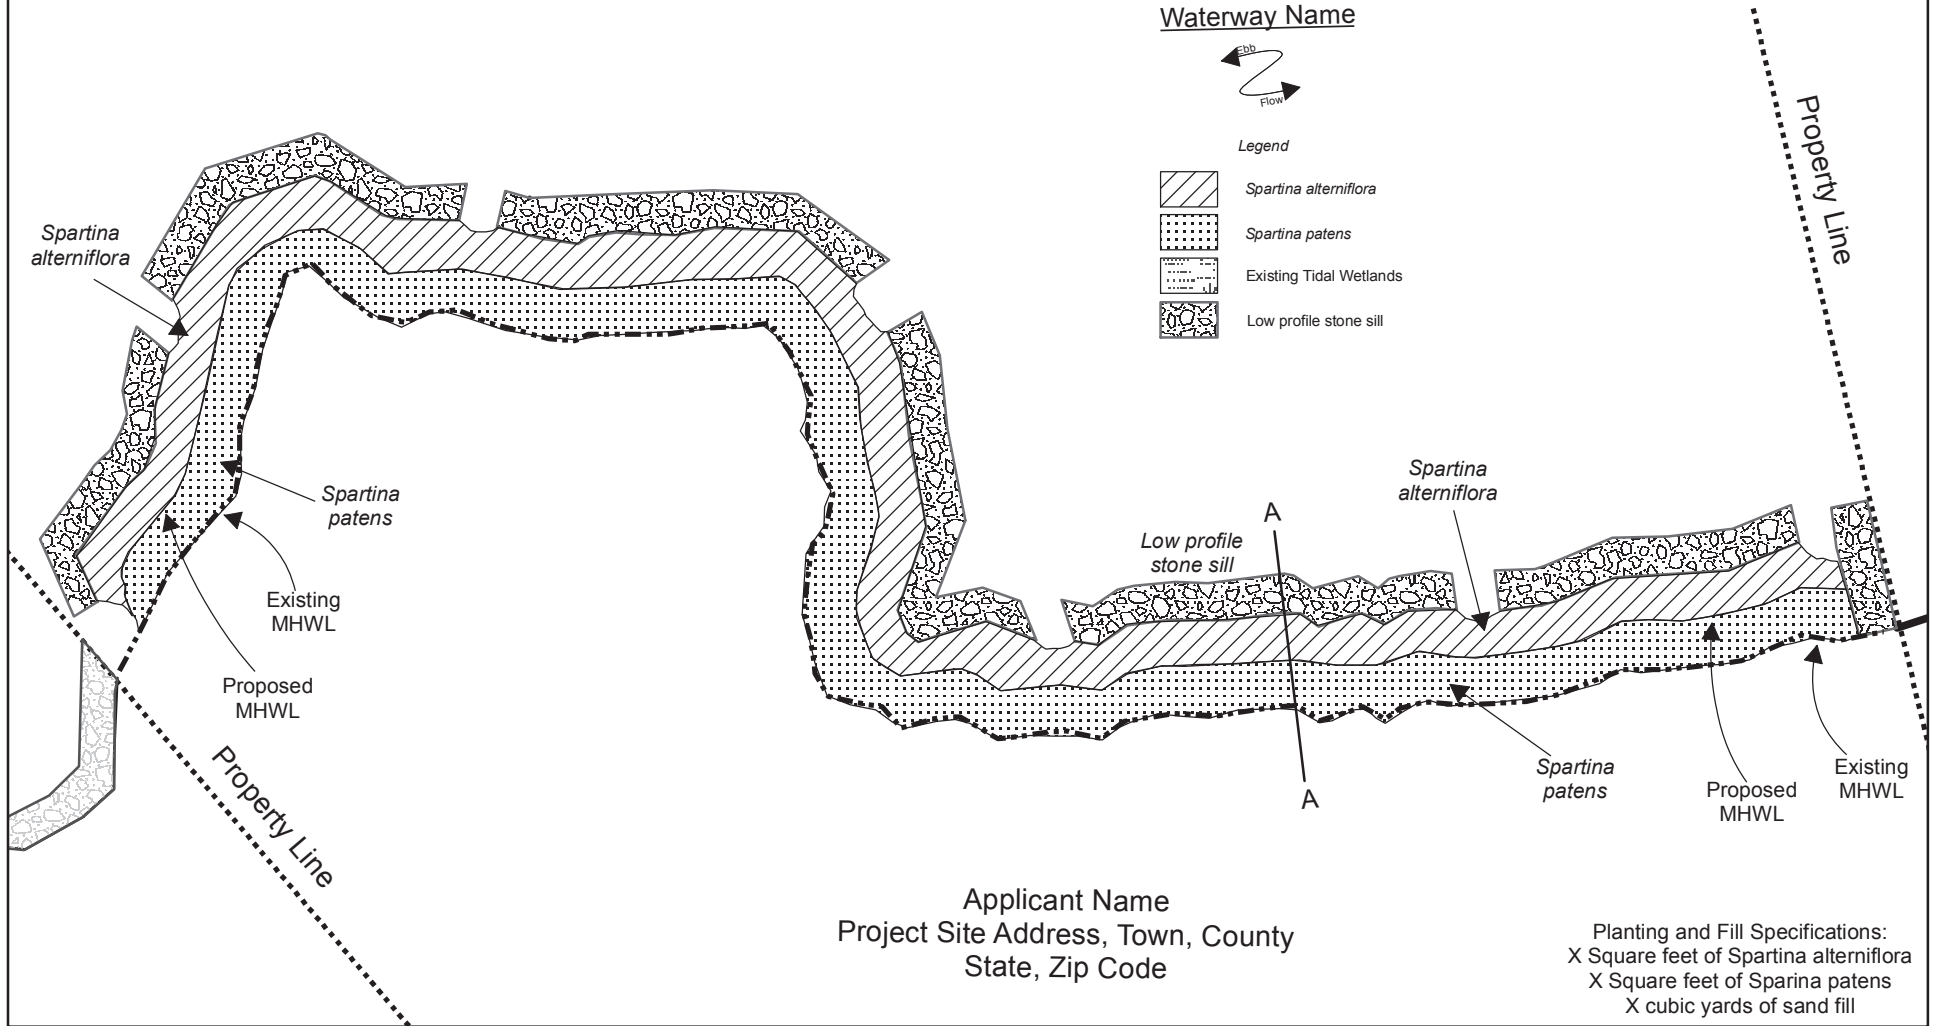 Waterway Name
Ebb
Flow
Legend
Spartina alterniflora
Spartina patens
Existing Tidal Wetlands
Low profile stone sill
Property Line
Spartina
alterniflora
Spartina
patens
Existing
MHWL
Proposed
MHWL
Property Line
Low profile
stone sill
A
A
Spartina
alterniflora
Spartina
patens
Proposed
MHWL
Existing
MHWL
Applicant Name
Project Site Address, Town, County
State, Zip Code
Planting and Fill Specifications:
X Square feet of Spartina alterniflora
X Square feet of Sparina patens
X cubic yards of sand fill